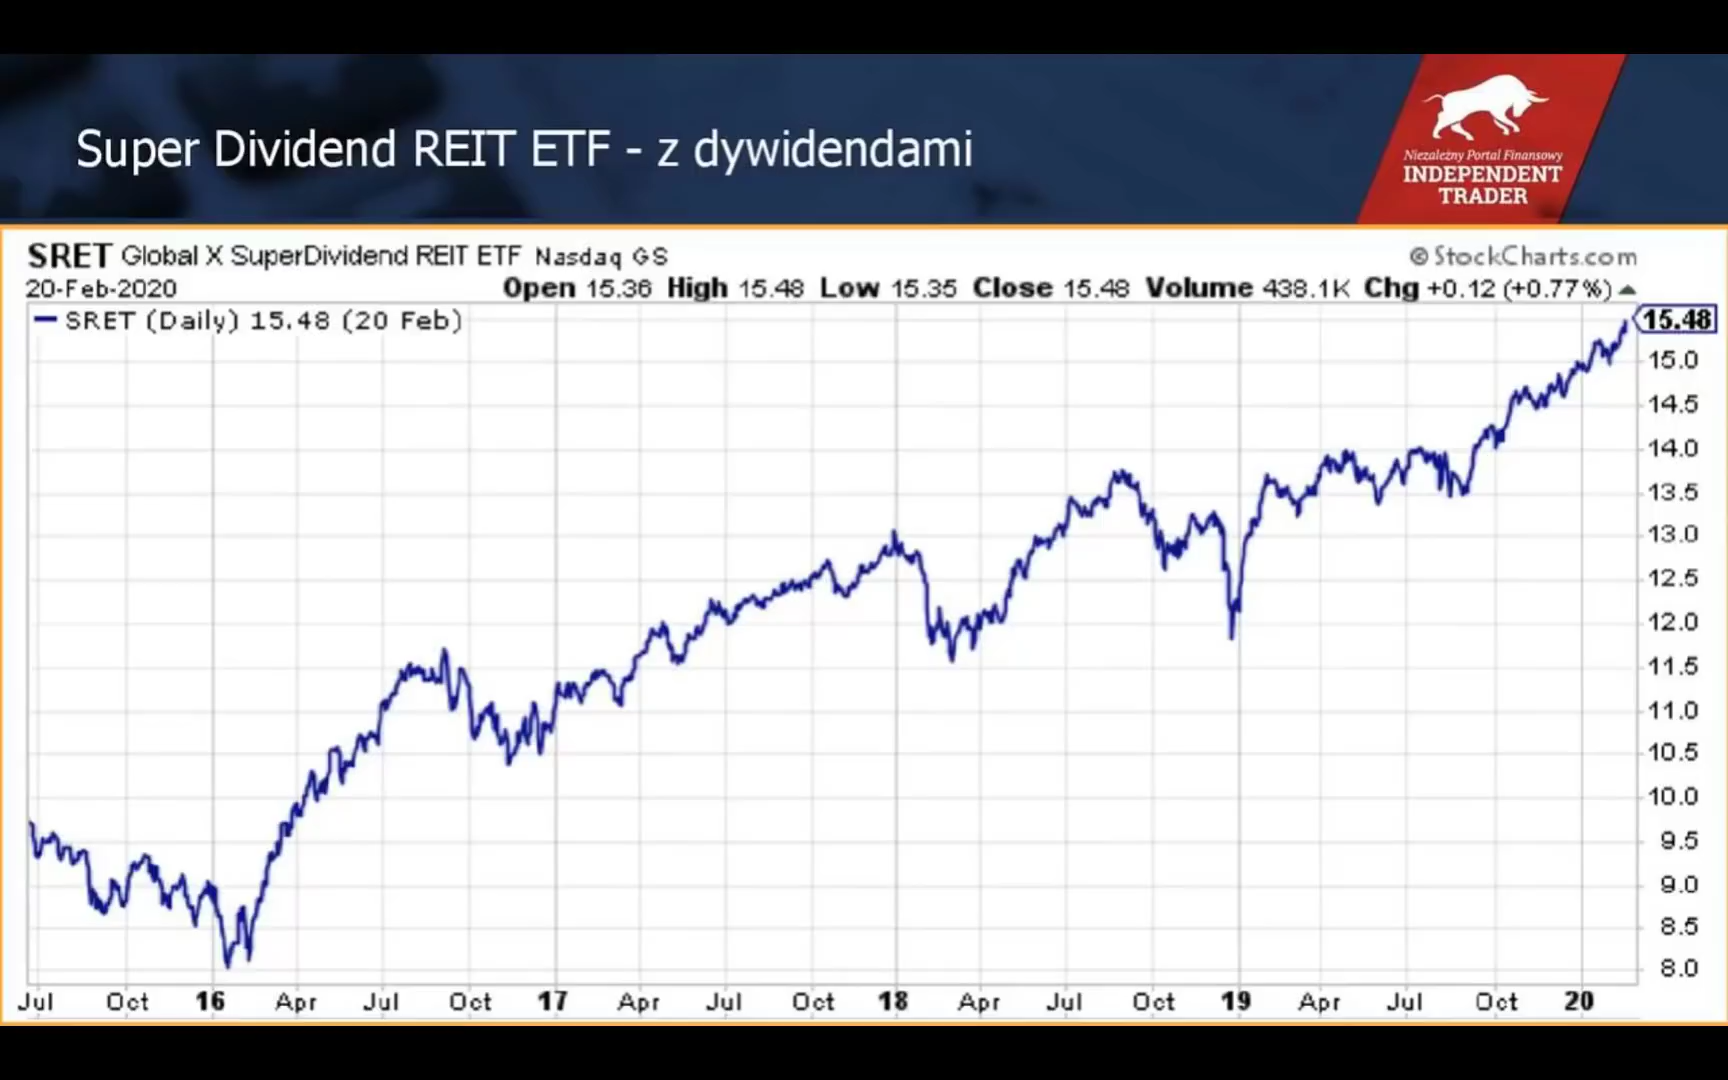 Super Dividend REIT ETF - z dywidendami
Niezależny Portal Finansowy
INDEPENDENT
TRADER
SRET Global X SuperDividend REIT ETF Nasdaq GS
© StockCharts.com
20-Feb-2020
Open 15.36 High 15.48 Low 15.35 Close 15.48 Volume 438.1K Chg +0.12 (+0.77%)
SRET (Daily) 15.48 (20 Feb)
15.48
15.0
14.5
14.0
13.5
13.0
12.5
12.0
11.5
11.0
10.5
10.0
9.5
9.0
8.5
8.0
Jul Oct 16 Apr Jul Oct 17 Apr Jul Oct 18 Apr Jul Oct 19 Apr Jul Oct 20